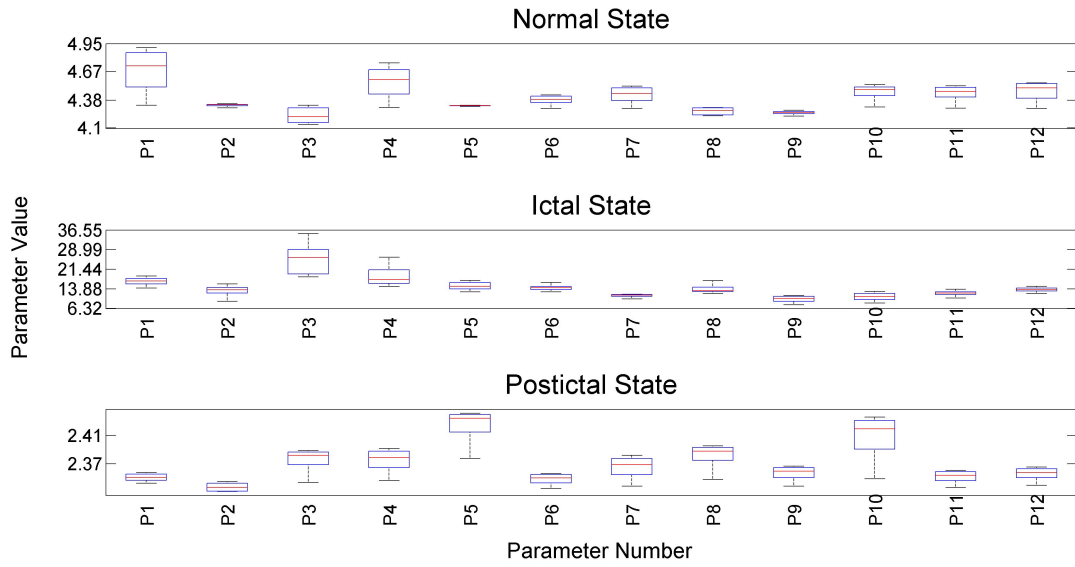 Normal State
4.95
4.67
4.38
4.1
P1 P2 P3 P4 P5 P6 P7 P8 P9 P10 P11 P12
Parameter Value
Ictal State
36.55
28.99
21.44
13.88
6.32
P1 P2 P3 P4 P5 P6 P7 P8 P9 P10 P11 P12
Postictal State
2.41
2.37
P1 P2 P3 P4 P5 P6 P7 P8 P9 P10 P11 P12
Parameter Number